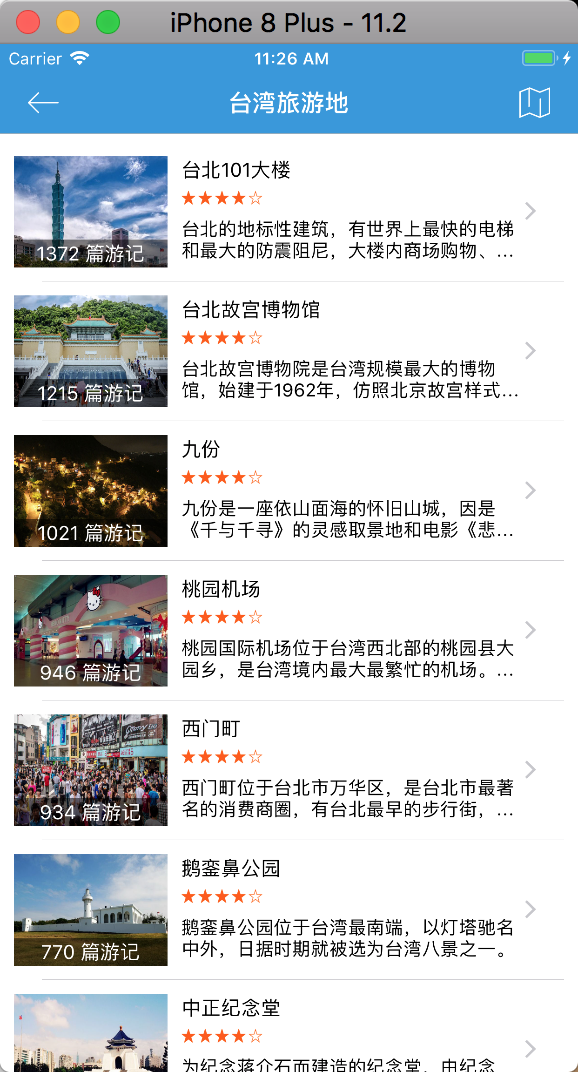 iPhone 8 Plus - 11.2
Carrier
11:26 AM
台湾旅游地
台北101大楼
★★★★☆
台北的地标性建筑，有世界上最快的电梯
和最大的防震阻尼，大楼内商场购物、...
1372 篇游记
台北故宫博物馆
★★★★☆
台北故宫博物院是台湾规模最大的博物
馆，始建于1962年，仿照北京故宫样式...
1215 篇游记
九份
★★★★☆
九份是一座依山面海的怀旧山城，因是
《千与千寻》的灵感取景地和电影《悲...
1021 篇游记
桃园机场
★★★★☆
桃园国际机场位于台湾西北部的桃园县大
园乡，是台湾境内最大最繁忙的机场。...
946 篇游记
西门町
★★★★☆
西门町位于台北市万华区，是台北市最著
名的消费商圈，有台北最早的步行街，...
934 篇游记
鹅銮鼻公园
★★★★☆
鹅銮鼻公园位于台湾最南端，以灯塔驰名
中外，日据时期就被选为台湾八景之一。
770 篇游记
中正纪念堂
★★★★☆
为纪念蒋介石而建造的纪念堂，由纪念